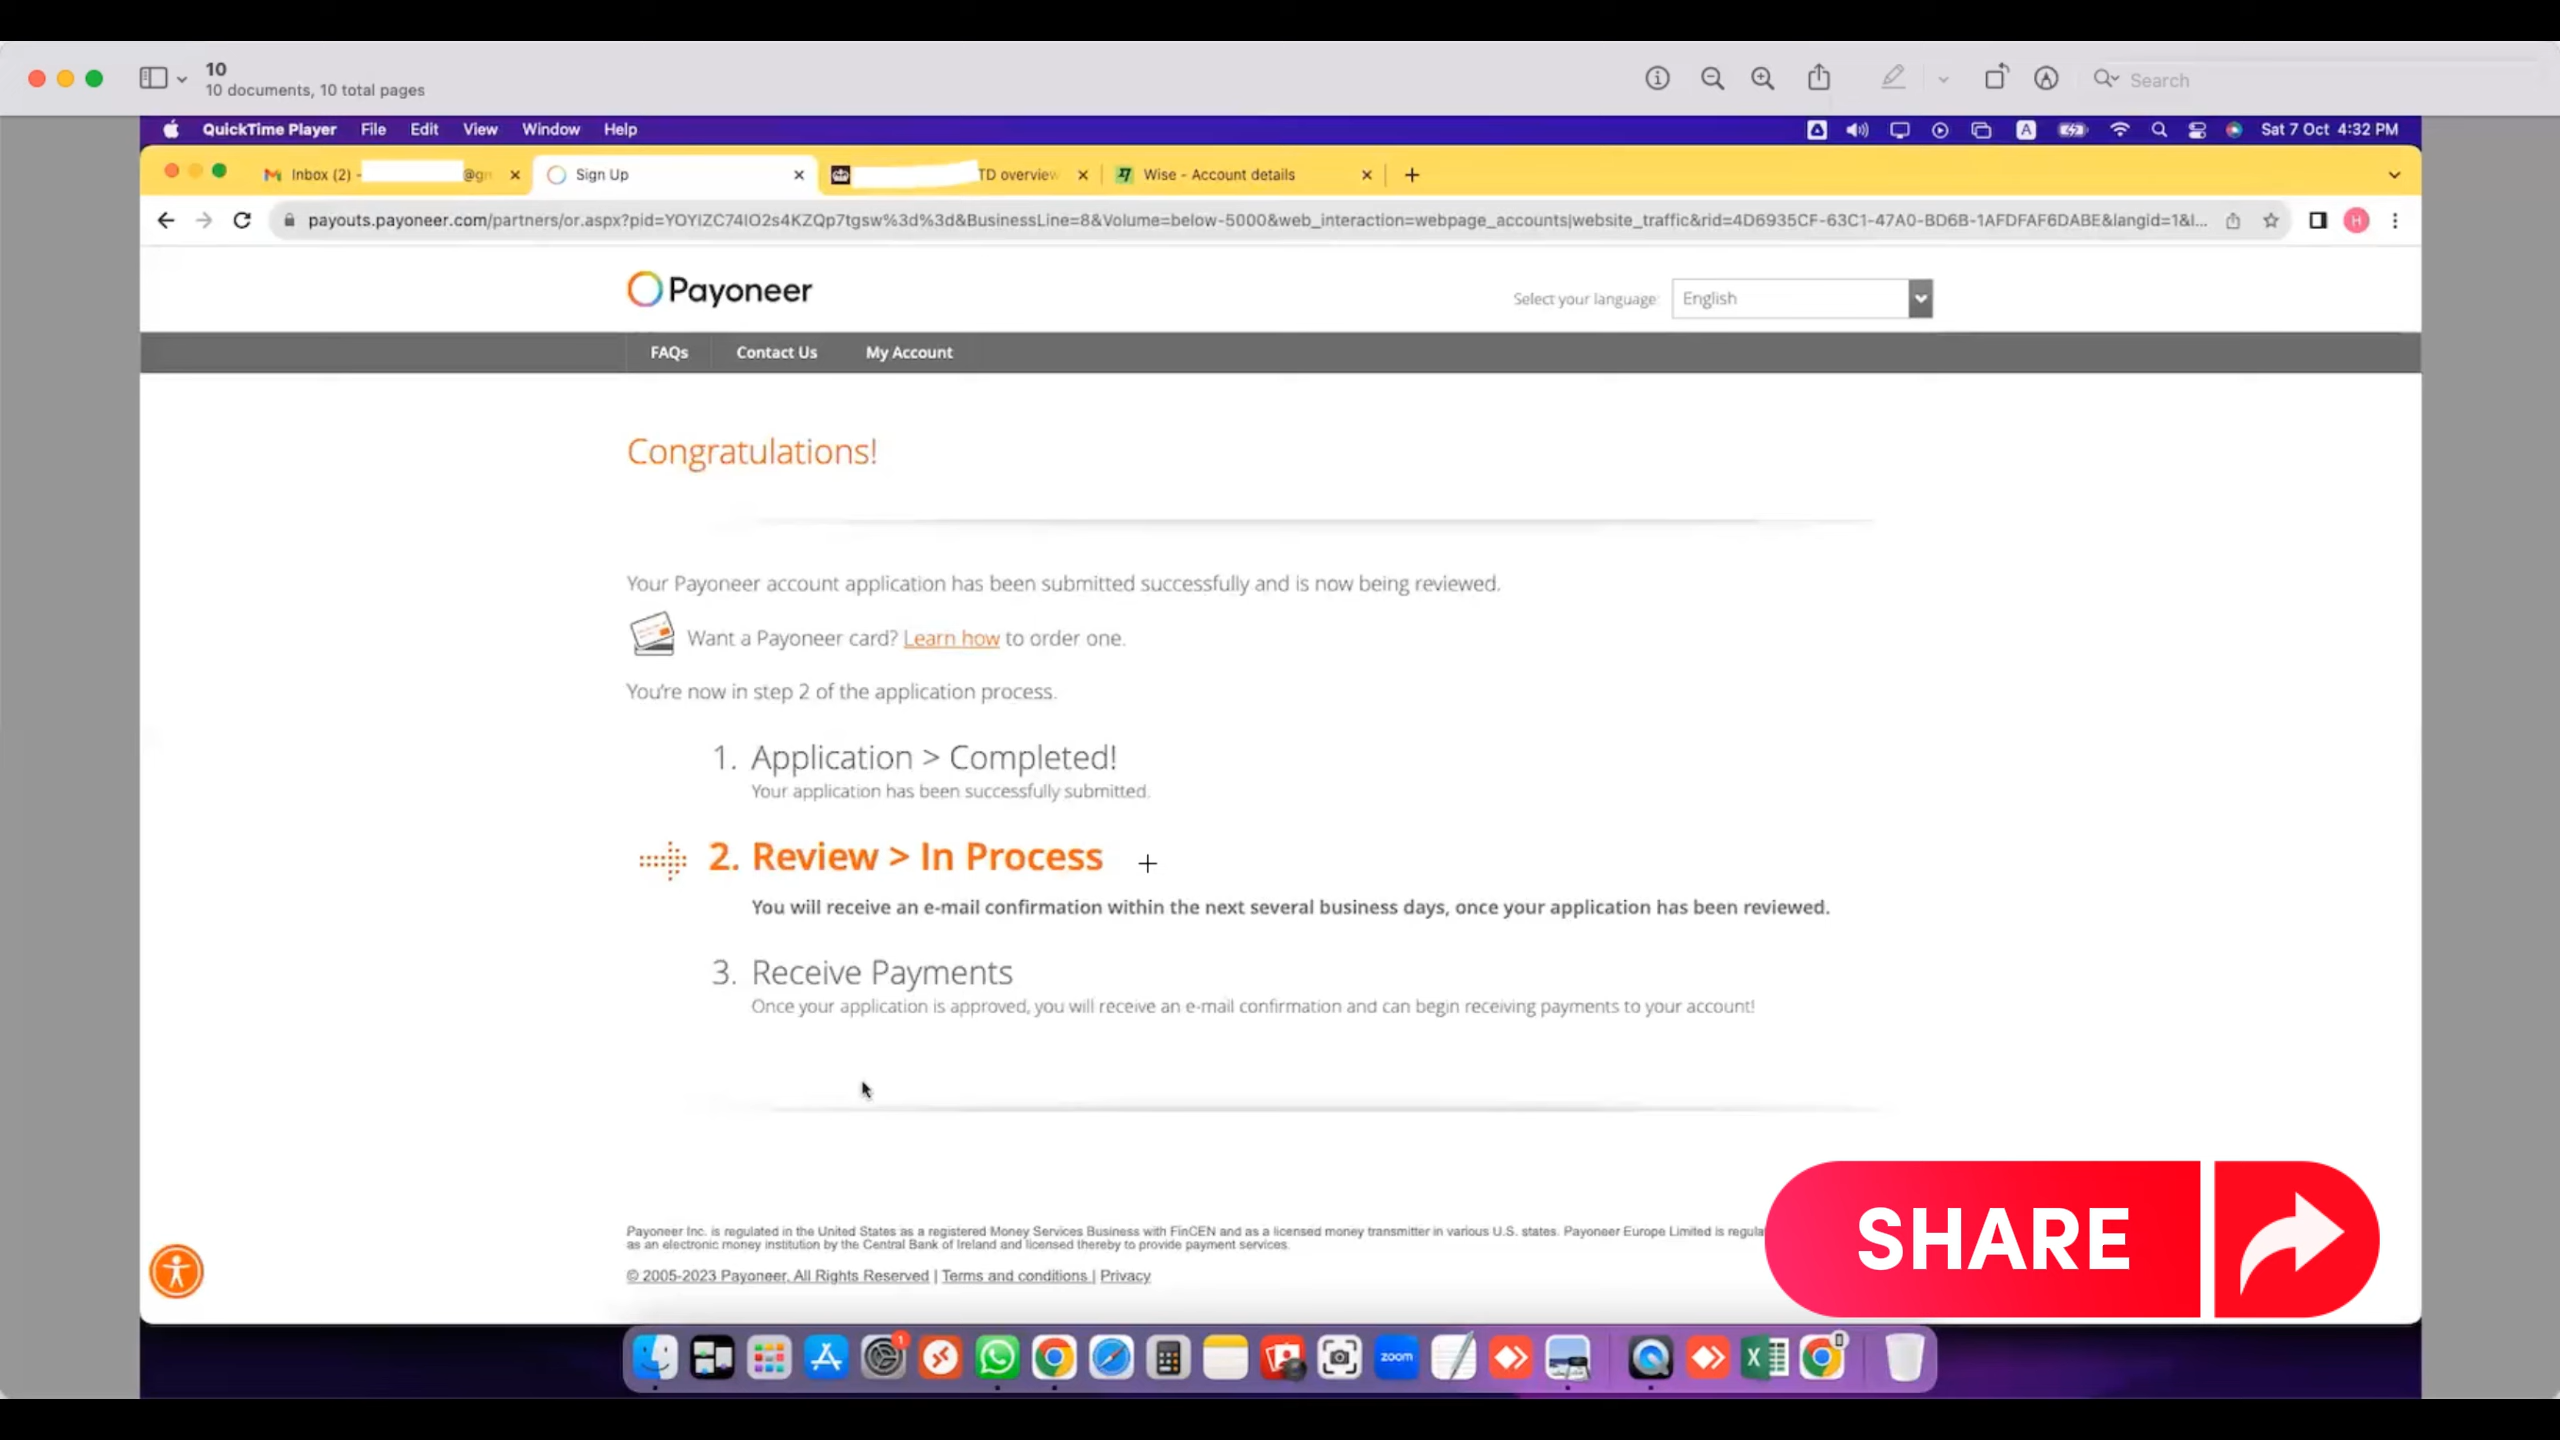 10
10 documents, 10 total pages
Search
QuickTime Player File Edit View Window Help
A
Sat 7 Oct 4:32 PM
Inbox (2) - @gm
Sign Up
TD overview
Wise - Account details
payouts.payoneer.com/partners/or.aspx?pid=YOYIZC74IO2s4KZQp7tgsw%3d%3d&BusinessLine=8&Volume=below-5000&web_interaction=webpage_accounts|website_traffic&rid=4D6935CF-63C1-47A0-BD6B-1AFDFAF6DABE&langid=1&l...
H
Payoneer
Select your language: English
FAQs Contact Us My Account
Congratulations!
Your Payoneer account application has been submitted successfully and is now being reviewed.
Want a Payoneer card? Learn how to order one.
You're now in step 2 of the application process.
1. Application > Completed!
Your application has been successfully submitted.
2. Review > In Process
You will receive an e-mail confirmation within the next several business days, once your application has been reviewed.
3. Receive Payments
Once your application is approved, you will receive an e-mail confirmation and can begin receiving payments to your account!
Payoneer Inc. is regulated in the United States as a registered Money Services Business with FinCEN and as a licensed money transmitter in various U.S. states. Payoneer Europe Limited is regula
as an electronic money institution by the Central Bank of Ireland and licensed thereby to provide payment services.
© 2005-2023 Payoneer, All Rights Reserved | Terms and conditions | Privacy
SHARE
1
zoom
X